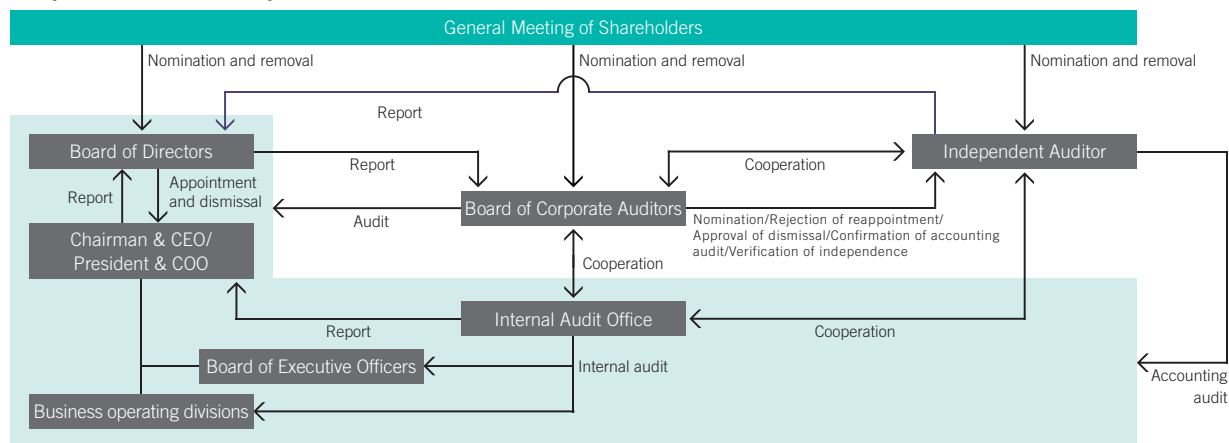 General Meeting of Shareholders
Nomination and removal
Nomination and removal
Nomination and removal
Report
Board of Directors
Report
Cooperation
Independent Auditor
Report
Appointment
and dismissal
Audit
Board of Corporate Auditors
Nomination/Rejection of reappointment/
Approval of dismissal/Confirmation of accounting
audit/Verification of independence
Chairman & CEO/
President & COO
Cooperation
Internal Audit Office
Report
Cooperation
Board of Executive Officers
Internal audit
Accounting
audit
Business operating divisions